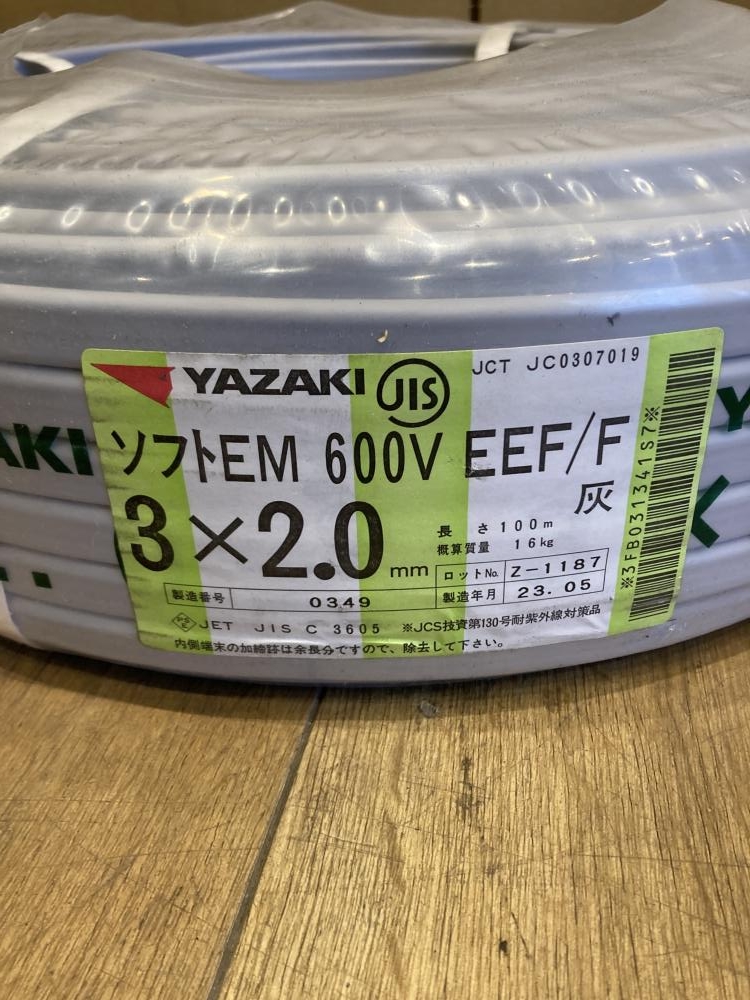 YAZAKI JIS JCT JC0307019
ソフトEM 600V EEF/F
灰
3×2.0 mm
長さ 100m
概算質量 16kg
ロットNo. Z-1187
製造番号 0349
製造年月 23.05
PSE JET JIS C 3605 ※JCS技資第130号耐紫外線対策品
内側端末の加締跡は余長分ですので、除去して下さい。
※3FB031341S7※
AKI
Y